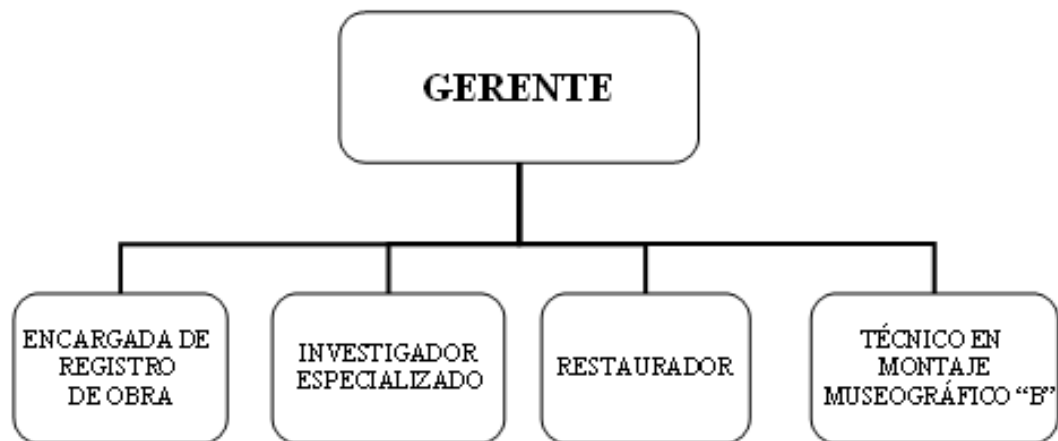 GERENTE
ENCARGADA DE
REGISTRO
DE OBRA
INVESTIGADOR
ESPECIALIZADO
RESTAURADOR
TÉCNICO EN
MONTAJE
MUSEOGRÁFICO “B”